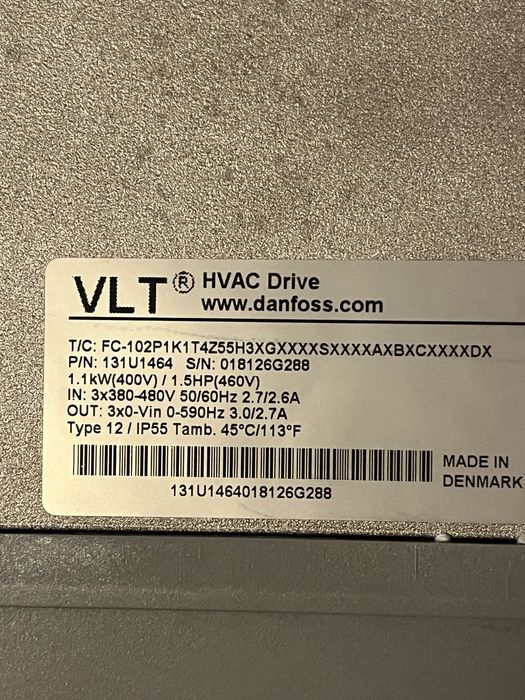 VLT® HVAC Drive
www.danfoss.com
T/C: FC-102P1K1T4Z55H3XGXXXXSXXXXAXBXCXXXXDX
P/N: 131U1464 S/N: 018126G288
1.1kW(400V) / 1.5HP(460V)
IN: 3x380-480V 50/60Hz 2.7/2.6A
OUT: 3x0-Vin 0-590Hz 3.0/2.7A
Type 12 / IP55 Tamb. 45°C/113°F
MADE IN
DENMARK
131U1464018126G288